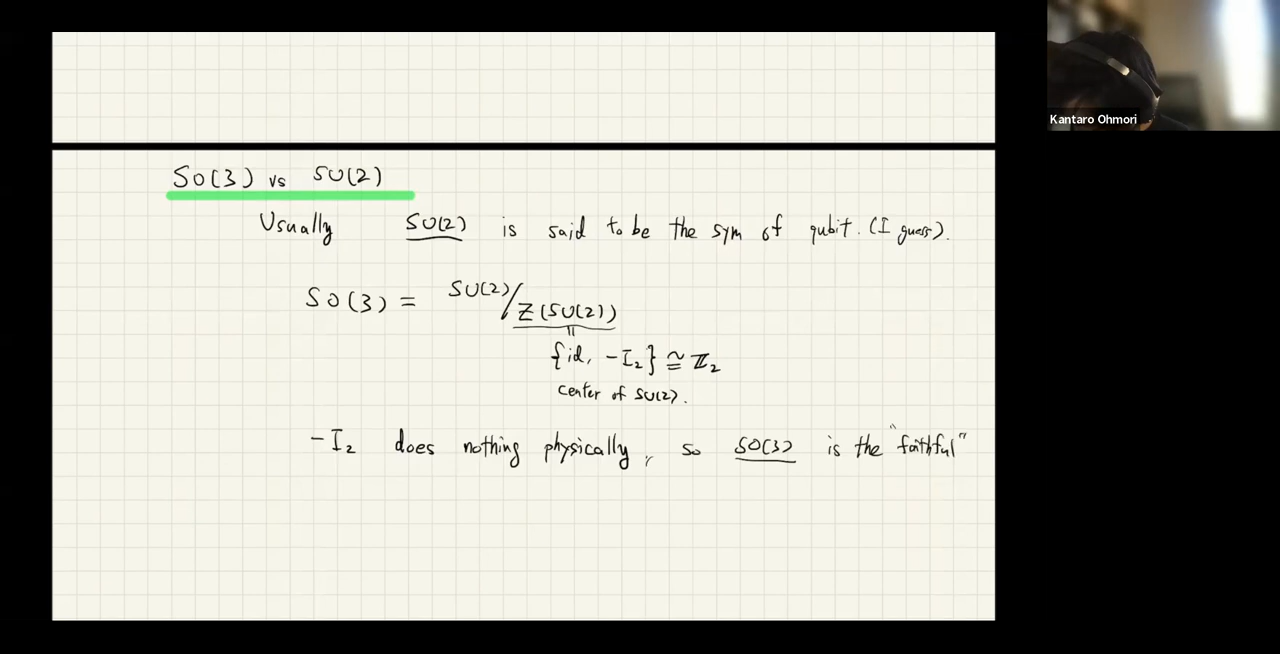 SO(3) vs SU(2)
Usually SU(2) is said to be the sym of qubit. (I guess).
SO(3) = SU(2)/Z(SU(2))
{id, -I₂} ≅ ℤ₂
center of SU(2).
-I₂ does nothing physically, so SO(3) is the "faithful"
Kantaro Ohmori